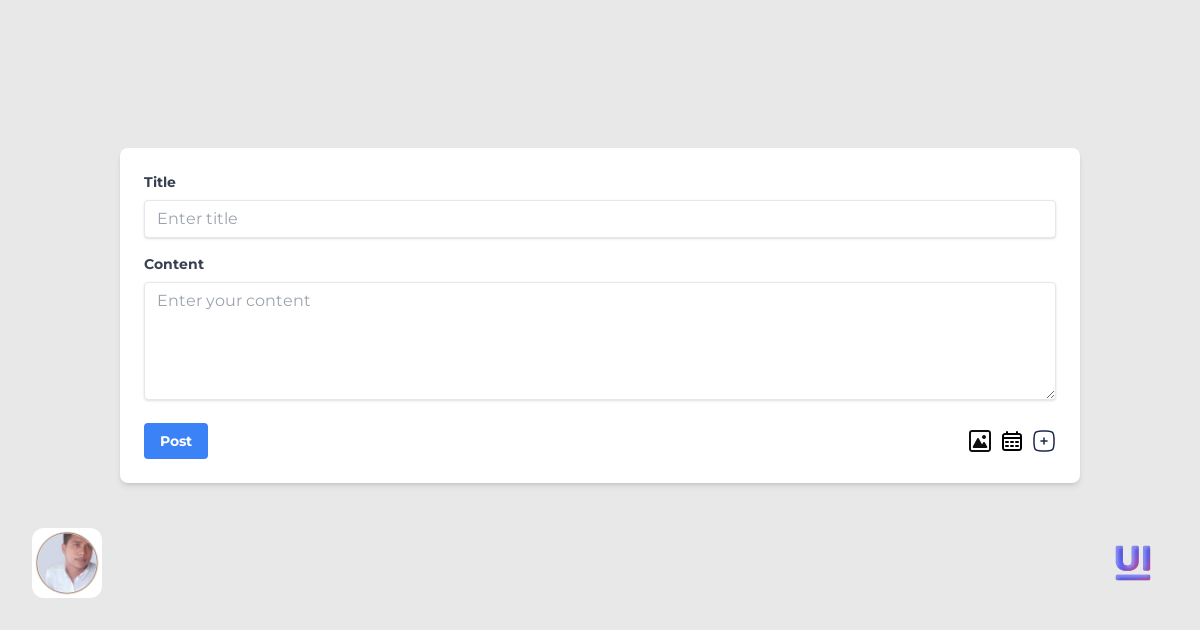 Title
Enter title
Content
Enter your content
Post
UI